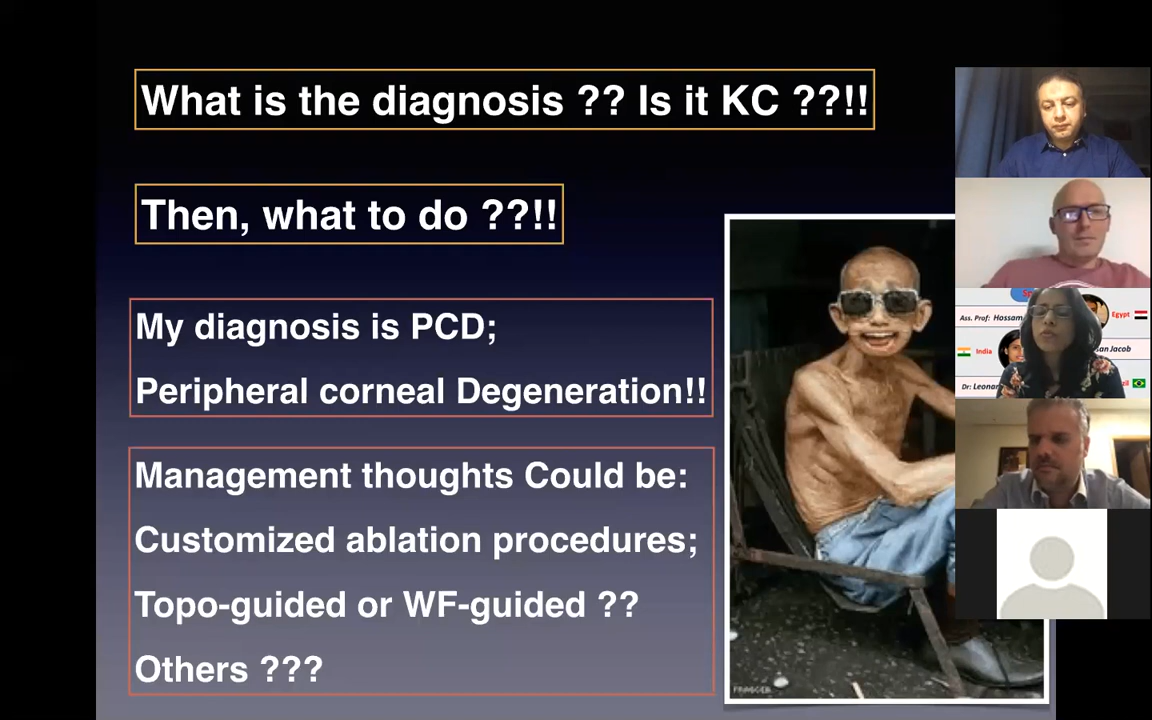 What is the diagnosis ?? Is it KC ??!!
Then, what to do ??!!
My diagnosis is PCD;
Peripheral corneal Degeneration!!
Management thoughts Could be:
Customized ablation procedures;
Topo-guided or WF-guided ??
Others ???
Ass. Prof: Hossam
Egypt
India
Jacob
Dr: Leonar